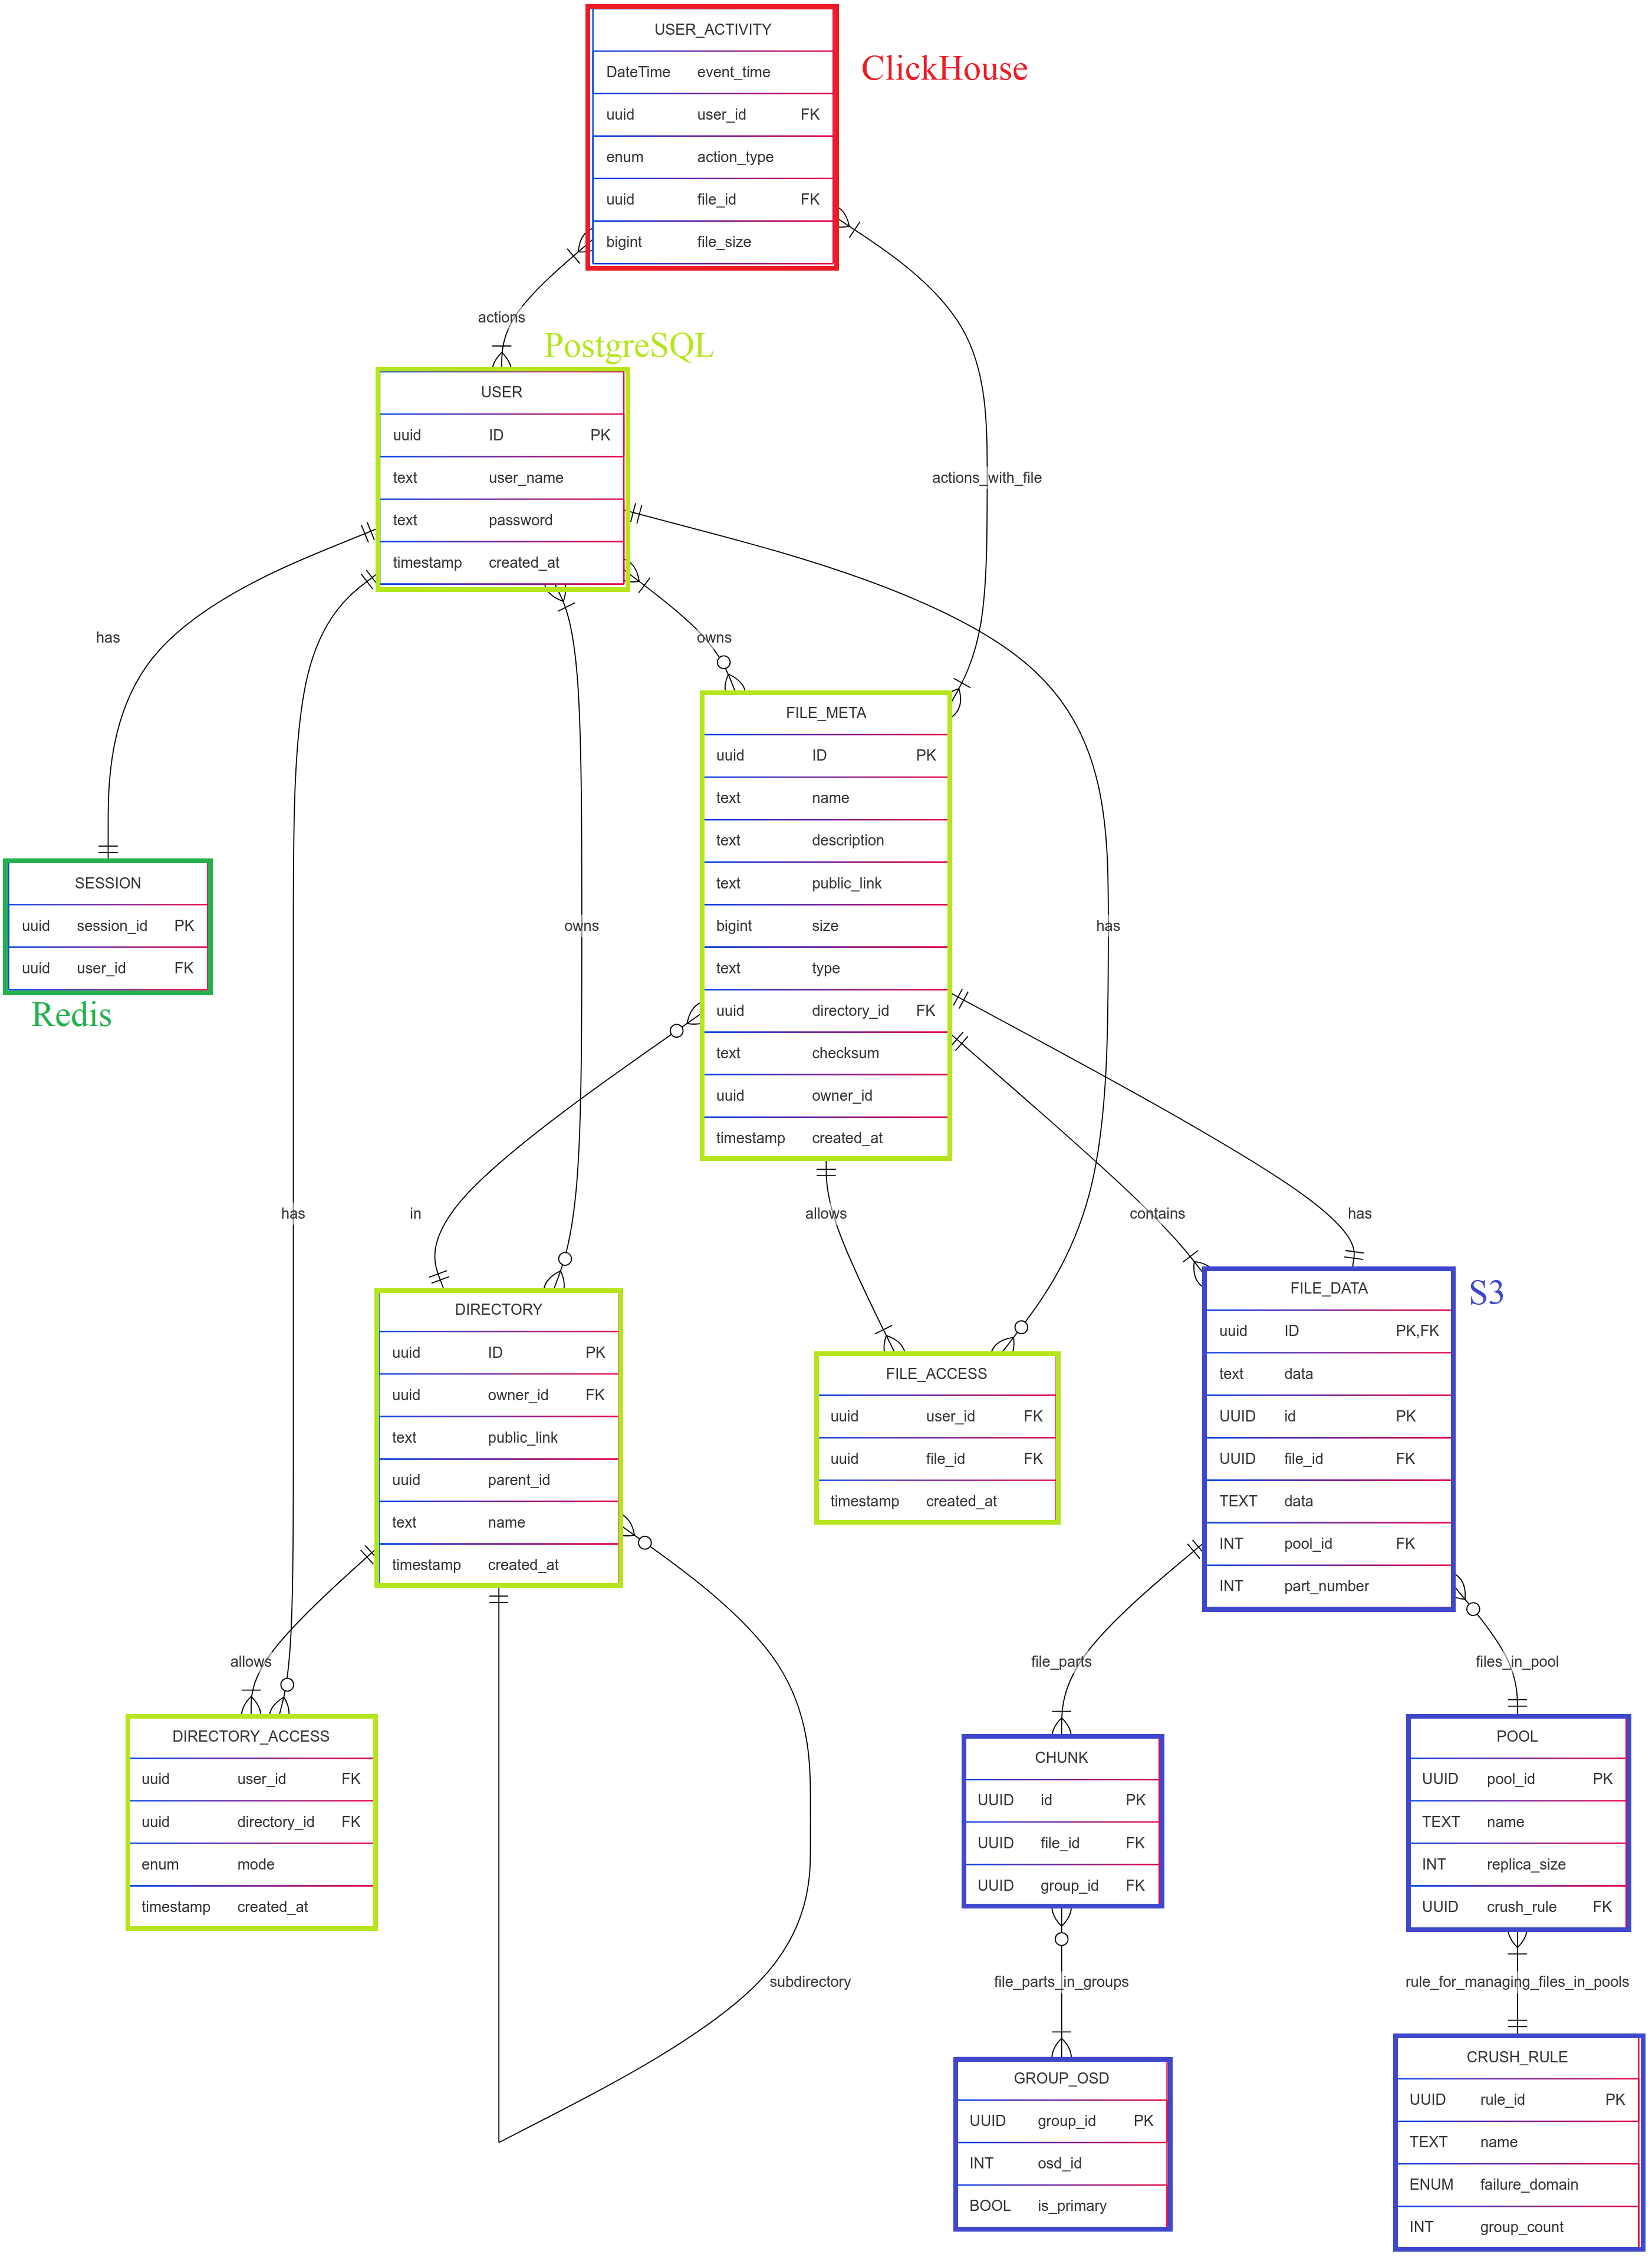 USER_ACTIVITY
DateTime event_time
uuid user_id FK
enum action_type
uuid file_id FK
bigint file_size
ClickHouse
actions
PostgreSQL
USER
uuid ID PK
text user_name
text password
timestamp created_at
actions_with_file
has
owns
FILE_META
uuid ID PK
text name
text description
text public_link
bigint size
text type
uuid directory_id FK
text checksum
uuid owner_id
timestamp created_at
SESSION
uuid session_id PK
uuid user_id FK
Redis
owns
has
has
in
allows
contains
has
DIRECTORY
uuid ID PK
uuid owner_id FK
text public_link
uuid parent_id
text name
timestamp created_at
FILE_ACCESS
uuid user_id FK
uuid file_id FK
timestamp created_at
FILE_DATA
uuid ID PK,FK
text data
UUID id PK
UUID file_id FK
TEXT data
INT pool_id FK
INT part_number
S3
allows
file_parts
files_in_pool
DIRECTORY_ACCESS
uuid user_id FK
uuid directory_id FK
enum mode
timestamp created_at
CHUNK
UUID id PK
UUID file_id FK
UUID group_id FK
POOL
UUID pool_id PK
TEXT name
INT replica_size
UUID crush_rule FK
subdirectory
file_parts_in_groups
rule_for_managing_files_in_pools
GROUP_OSD
UUID group_id PK
INT osd_id
BOOL is_primary
CRUSH_RULE
UUID rule_id PK
TEXT name
ENUM failure_domain
INT group_count